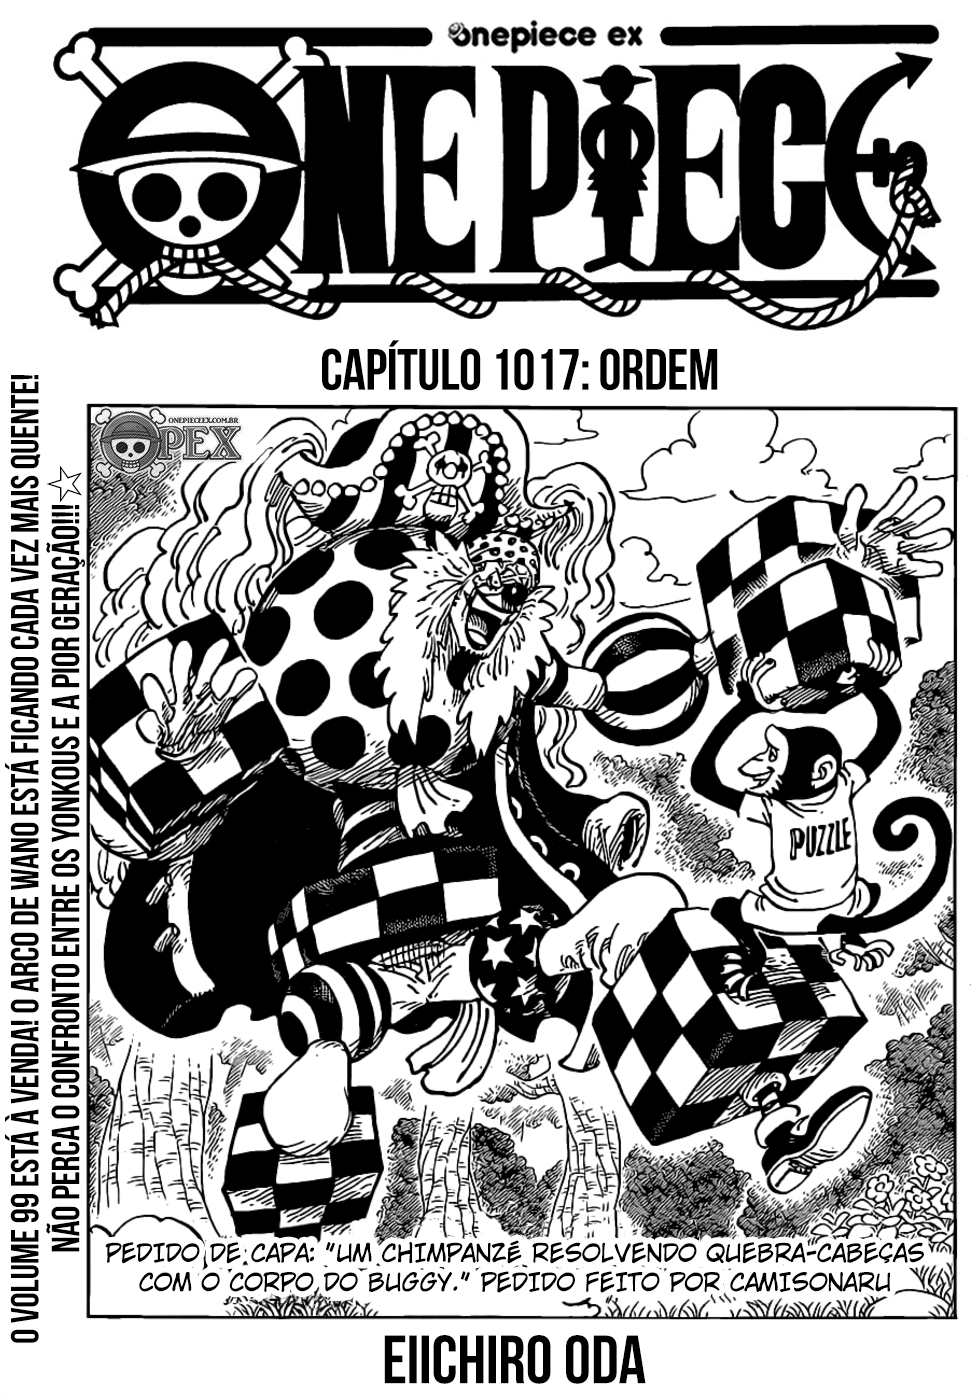 onepiece ex
ONE PIECE
CAPÍTULO 1017: ORDEM
O VOLUME 99 ESTÁ À VENDA! O ARCO DE WANO ESTÁ FICANDO CADA VEZ MAIS QUENTE!
NÃO PERCA O CONFRONTO ENTRE OS YONKOUS E A PIOR GERAÇÃO!!!☆
ONEPIECEEX.COM.BR
OPEX
PUZZLE
PEDIDO DE CAPA: "UM CHIMPANZÉ RESOLVENDO QUEBRA-CABEÇAS
COM O CORPO DO BUGGY." PEDIDO FEITO POR CAMISONARU
EIICHIRO ODA